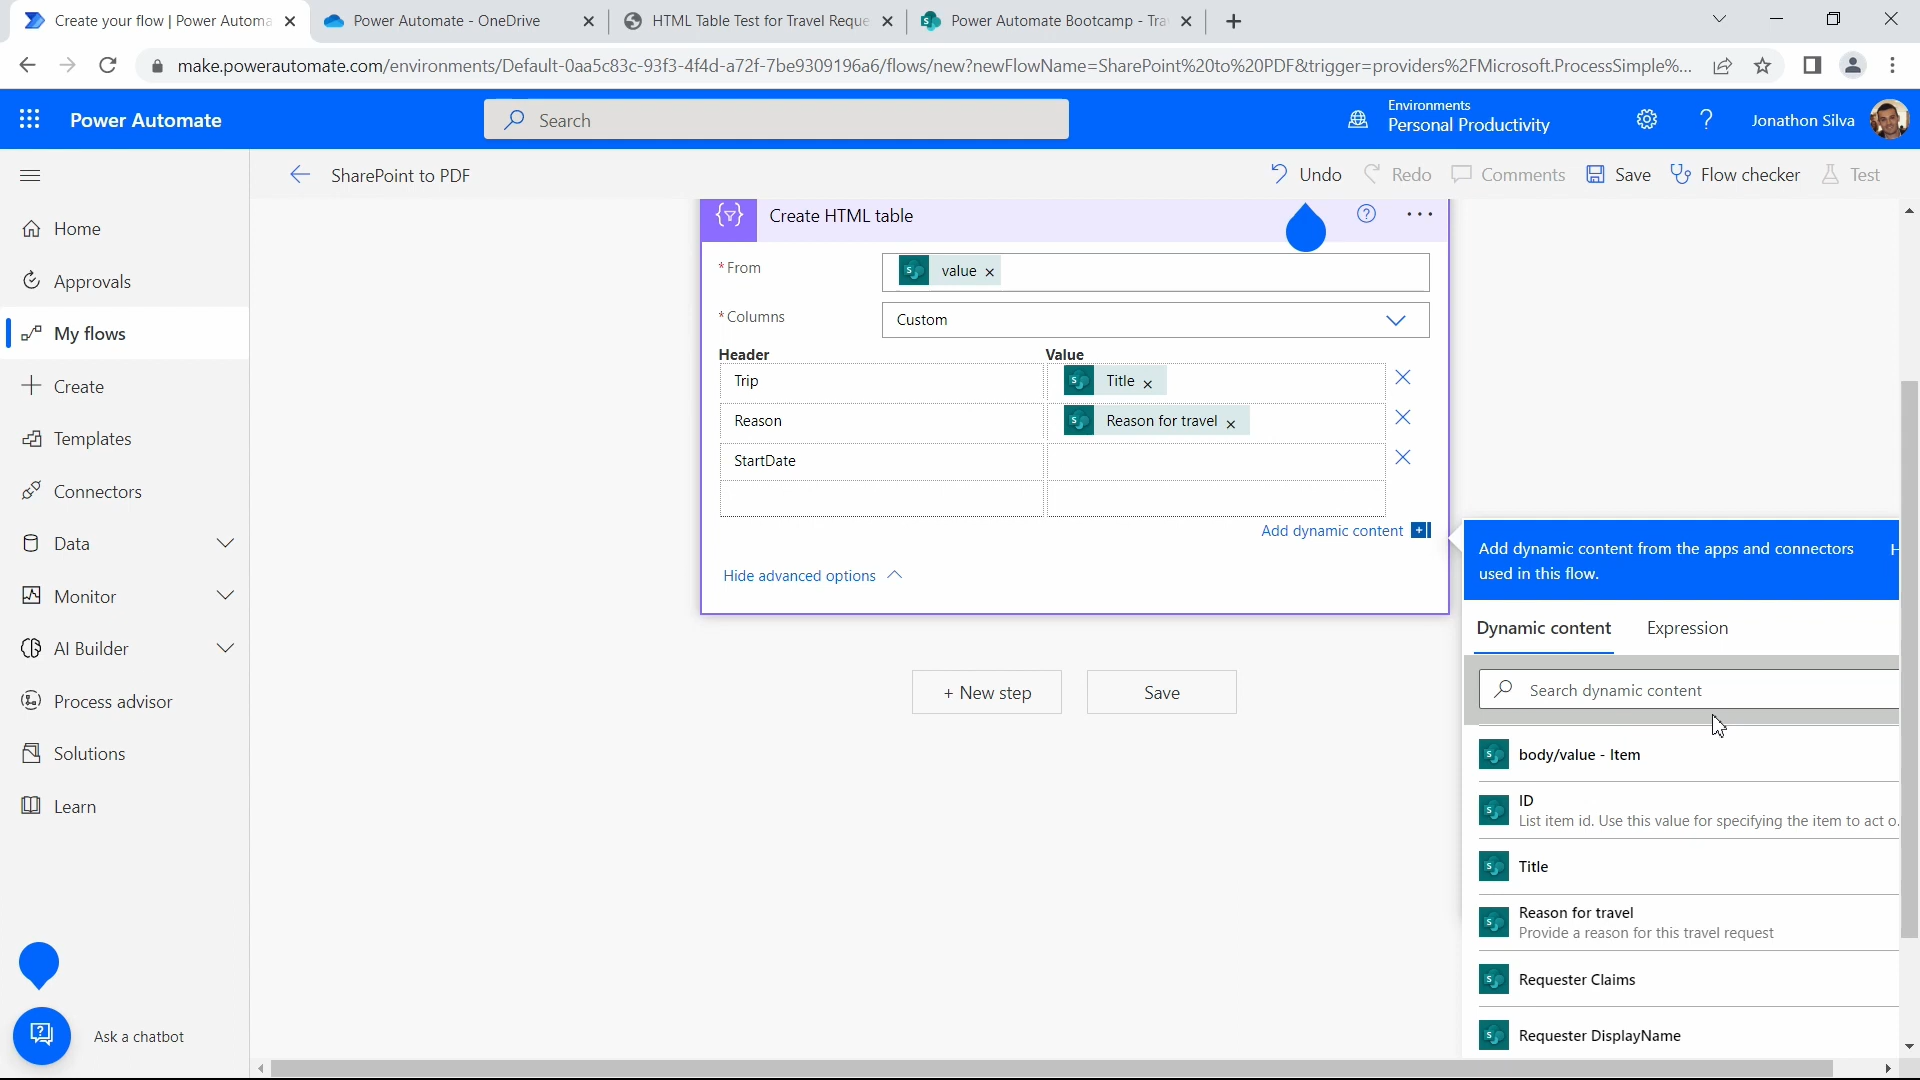 Create your flow | Power Automa
Power Automate - OneDrive
HTML Table Test for Travel Reque
Power Automate Bootcamp - Tra
make.powerautomate.com/environments/Default-0aa5c83c-93f3-4f4d-a72f-7be9309196a6/flows/new?newFlowName=SharePoint%20to%20PDF&trigger=providers%2FMicrosoft.ProcessSimple%...
Power Automate
Search
Environments
Personal Productivity
Jonathon Silva
SharePoint to PDF
Undo
Redo
Comments
Save
Flow checker
Test
Home
Approvals
My flows
Create
Templates
Connectors
Data
Monitor
AI Builder
Process advisor
Solutions
Learn
Ask a chatbot
Create HTML table
* From
value
* Columns
Custom
Header Value
Trip Title
Reason Reason for travel
StartDate
Add dynamic content
Hide advanced options
+ New step
Save
Add dynamic content from the apps and connectors
used in this flow.
Dynamic content
Expression
Search dynamic content
body/value - Item
ID
List item id. Use this value for specifying the item to act o
Title
Reason for travel
Provide a reason for this travel request
Requester Claims
Requester DisplayName